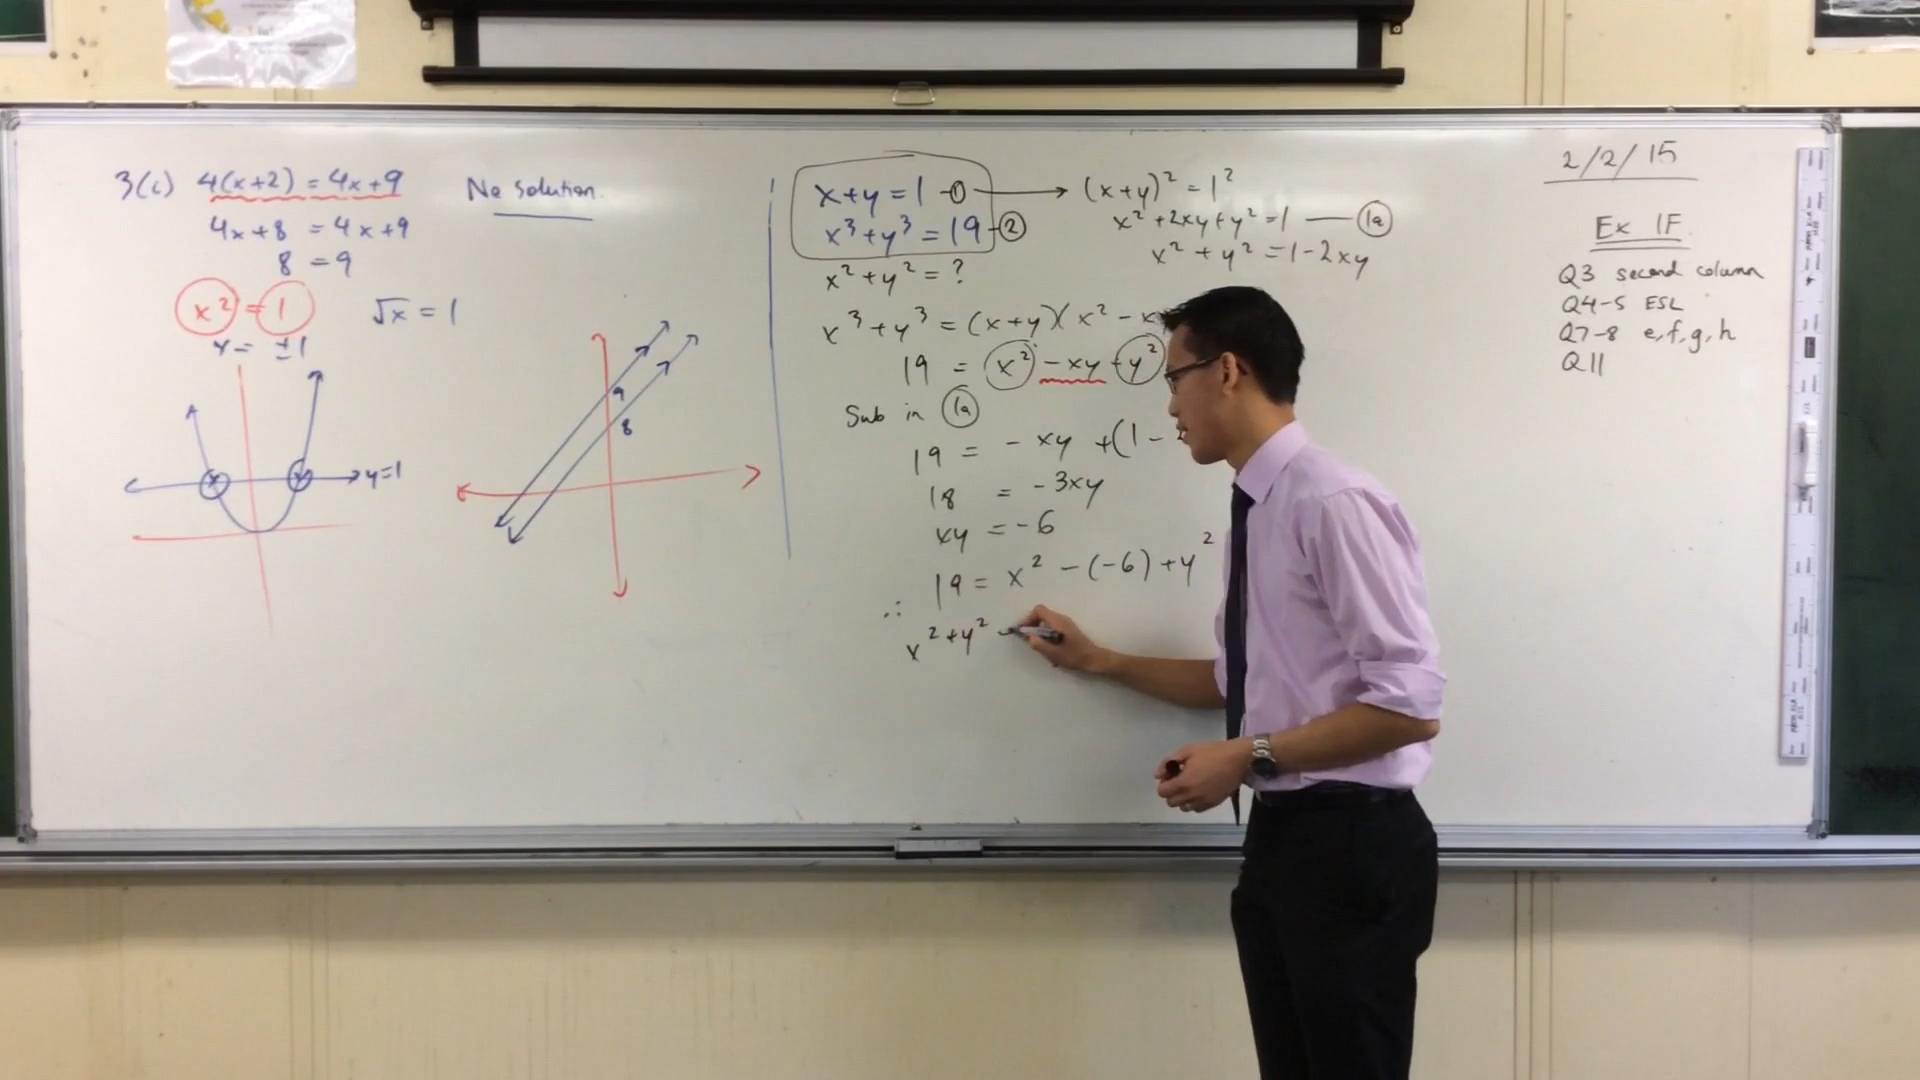 3(c) 4(x+2) = 4x+9 No solution.
4x+8 = 4x+9
8 = 9
x² = 1 √x = 1
x = ±1
y=1
9
8
x+y = 1 — ①
(x+y)² = 1²
x³+y³ = 19 — ②
x² + 2xy + y² = 1 — (1a)
x² + y² = 1 - 2xy
x² + y² = ?
x³ + y³ = (x+y)(x² - x
19 = x² - xy + y²
Sub in (1a)
19 = - xy + (1 -
18 = - 3xy
xy = - 6
19 = x² - (-6) + y²
∴ x² + y²
2/2/15
Ex 1F
Q3 second column
Q4-5 ESL
Q7-8 e, f, g, h
Q11